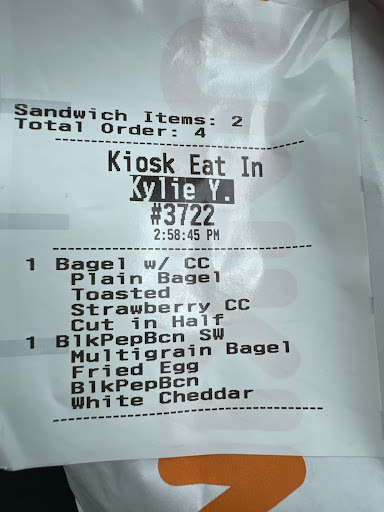 Sandwich Items: 2
Total Order: 4
Kiosk Eat In
Kylie Y.
#3722
2:58:45 PM
1 Bagel w/ CC
Plain Bagel
Toasted
Strawberry CC
Cut in Half
1 BlkPepBcn SW
Multigrain Bagel
Fried Egg
BlkPepBcn
White Cheddar